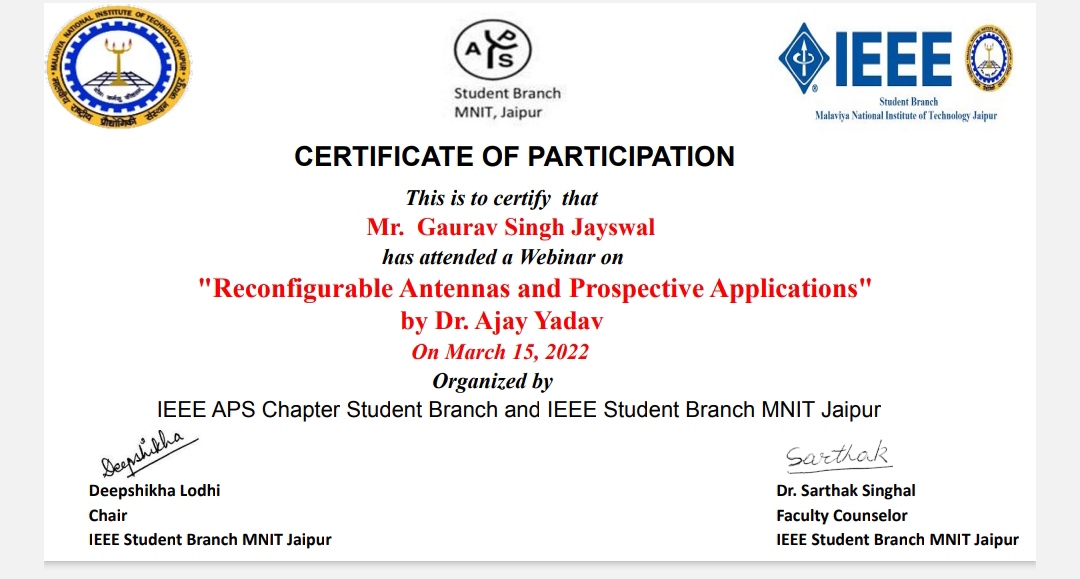 MALAVIYA NATIONAL INSTITUTE OF TECHNOLOGY JAIPUR
मालवीय राष्ट्रीय प्रौद्योगिकी संस्थान जयपुर
APS
Student Branch
MNIT, Jaipur
IEEE
®
Student Branch
Malaviya National Institute of Technology Jaipur
CERTIFICATE OF PARTICIPATION
This is to certify that
Mr. Gaurav Singh Jayswal
has attended a Webinar on
"Reconfigurable Antennas and Prospective Applications"
by Dr. Ajay Yadav
On March 15, 2022
Organized by
IEEE APS Chapter Student Branch and IEEE Student Branch MNIT Jaipur
Deepshikha
Deepshikha Lodhi
Chair
IEEE Student Branch MNIT Jaipur
Sarthak
Dr. Sarthak Singhal
Faculty Counselor
IEEE Student Branch MNIT Jaipur